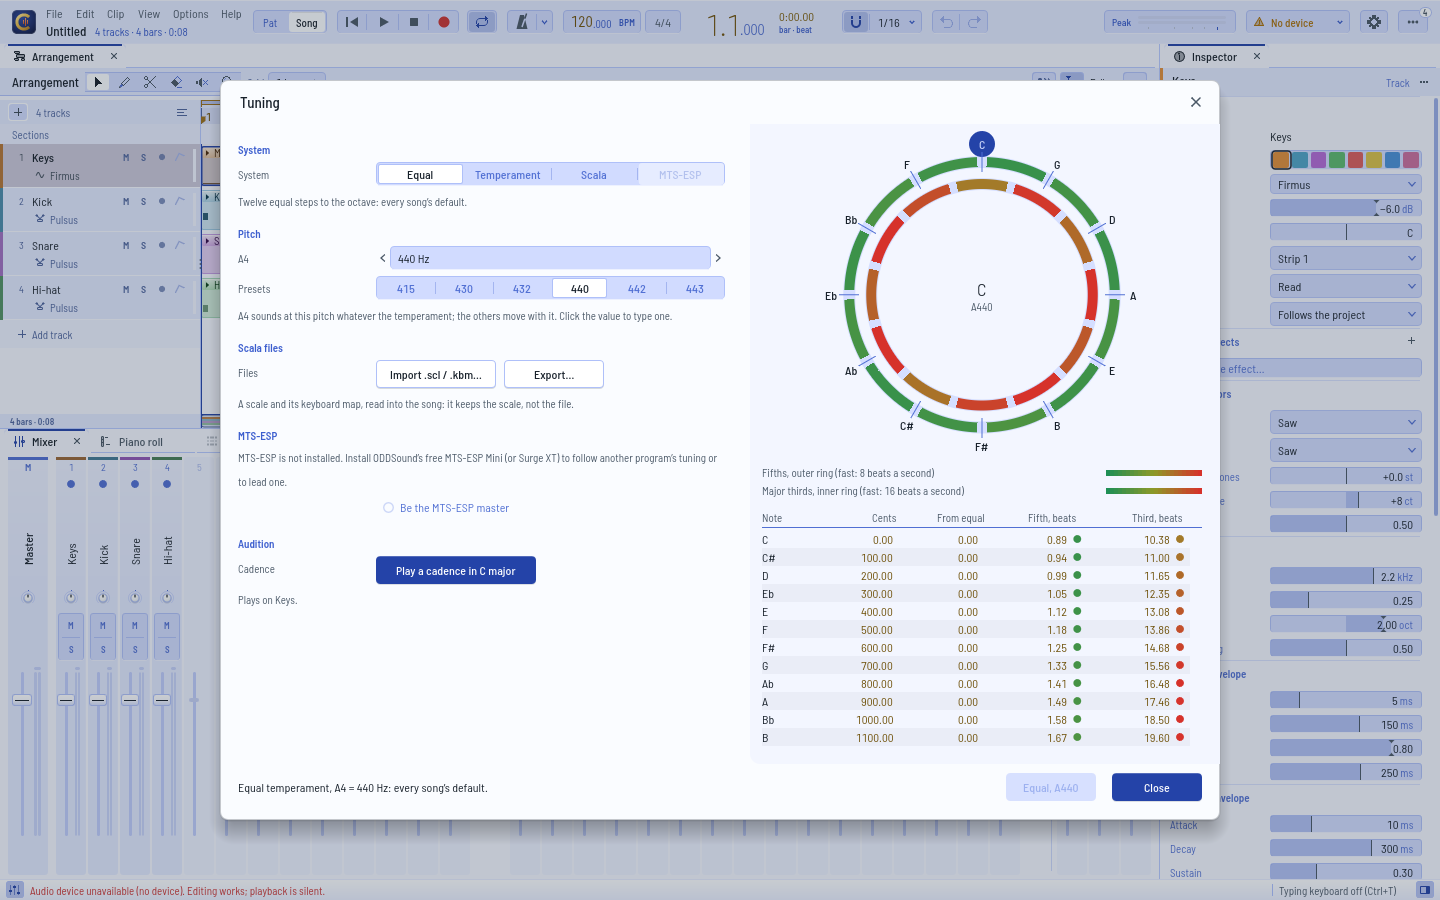 File Edit Clip View Options Help
Untitled 4 tracks · 4 bars · 0:08
Pat Song
120.000 BPM 4/4
1.1.000 0:00.00 bar · beat
1/16
Peak
No device
4
Arrangement
Inspector
Arrangement
Track
4 tracks
Sections
1 Keys M S
Firmus
2 Kick M S
Pulsus
3 Snare M S
Pulsus
4 Hi-hat M S
Pulsus
Add track
4 bars · 0:08
Mixer Piano roll
M 1 2 3 4 5
Master Keys Kick Snare Hi-hat
M M M M
S S S S
Tuning
System
System Equal Temperament Scala MTS-ESP
Twelve equal steps to the octave: every song's default.
Pitch
A4 440 Hz
Presets 415 430 432 440 442 443
A4 sounds at this pitch whatever the temperament; the others move with it. Click the value to type one.
Scala files
Files Import .scl / .kbm... Export...
A scale and its keyboard map, read into the song: it keeps the scale, not the file.
MTS-ESP
MTS-ESP is not installed. Install ODDSound's free MTS-ESP Mini (or Surge XT) to follow another program's tuning or
to lead one.
Be the MTS-ESP master
Audition
Cadence Play a cadence in C major
Plays on Keys.
C
F G
Bb D
Eb A
C
A440
Ab E
C# B
F#
Fifths, outer ring (fast: 8 beats a second)
Major thirds, inner ring (fast: 16 beats a second)
Note Cents From equal Fifth, beats Third, beats
C 0.00 0.00 0.89 10.38
C# 100.00 0.00 0.94 11.00
D 200.00 0.00 0.99 11.65
Eb 300.00 0.00 1.05 12.35
E 400.00 0.00 1.12 13.08
F 500.00 0.00 1.18 13.86
F# 600.00 0.00 1.25 14.68
G 700.00 0.00 1.33 15.56
Ab 800.00 0.00 1.41 16.48
A 900.00 0.00 1.49 17.46
Bb 1000.00 0.00 1.58 18.50
B 1100.00 0.00 1.67 19.60
Equal temperament, A4 = 440 Hz: every song's default.
Equal, A440 Close
Keys
Firmus
−6.0 dB
C
Strip 1
Read
Follows the project
Saw
Saw
+0.0 st
+8 ct
0.50
2.2 kHz
0.25
2.00 oct
0.50
5 ms
150 ms
0.80
250 ms
Attack 10 ms
Decay 300 ms
Sustain 0.30
Audio device unavailable (no device). Editing works; playback is silent.
Typing keyboard off (Ctrl+T)